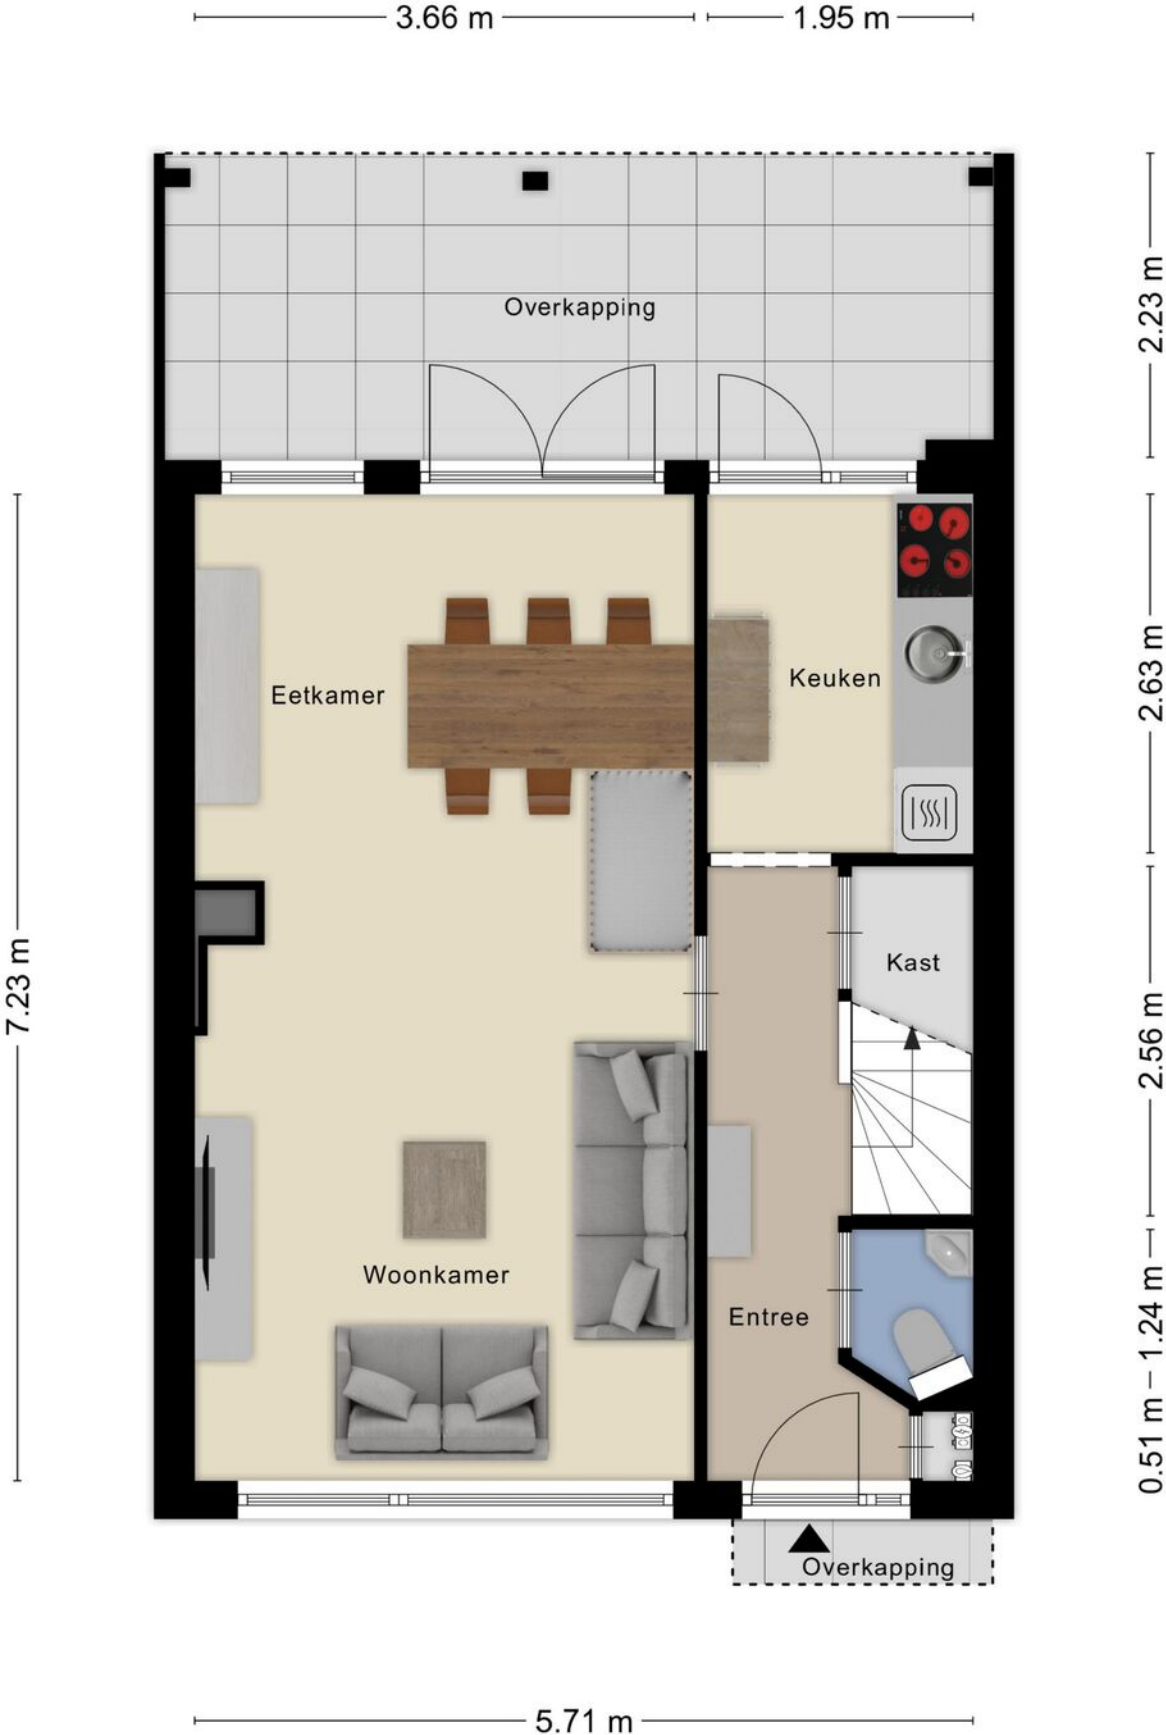 3.66 m
1.95 m
2.23 m
Overkapping
Eetkamer
Keuken
2.63 m
7.23 m
Kast
2.56 m
Woonkamer
Entree
1.24 m
0.51 m
Overkapping
5.71 m